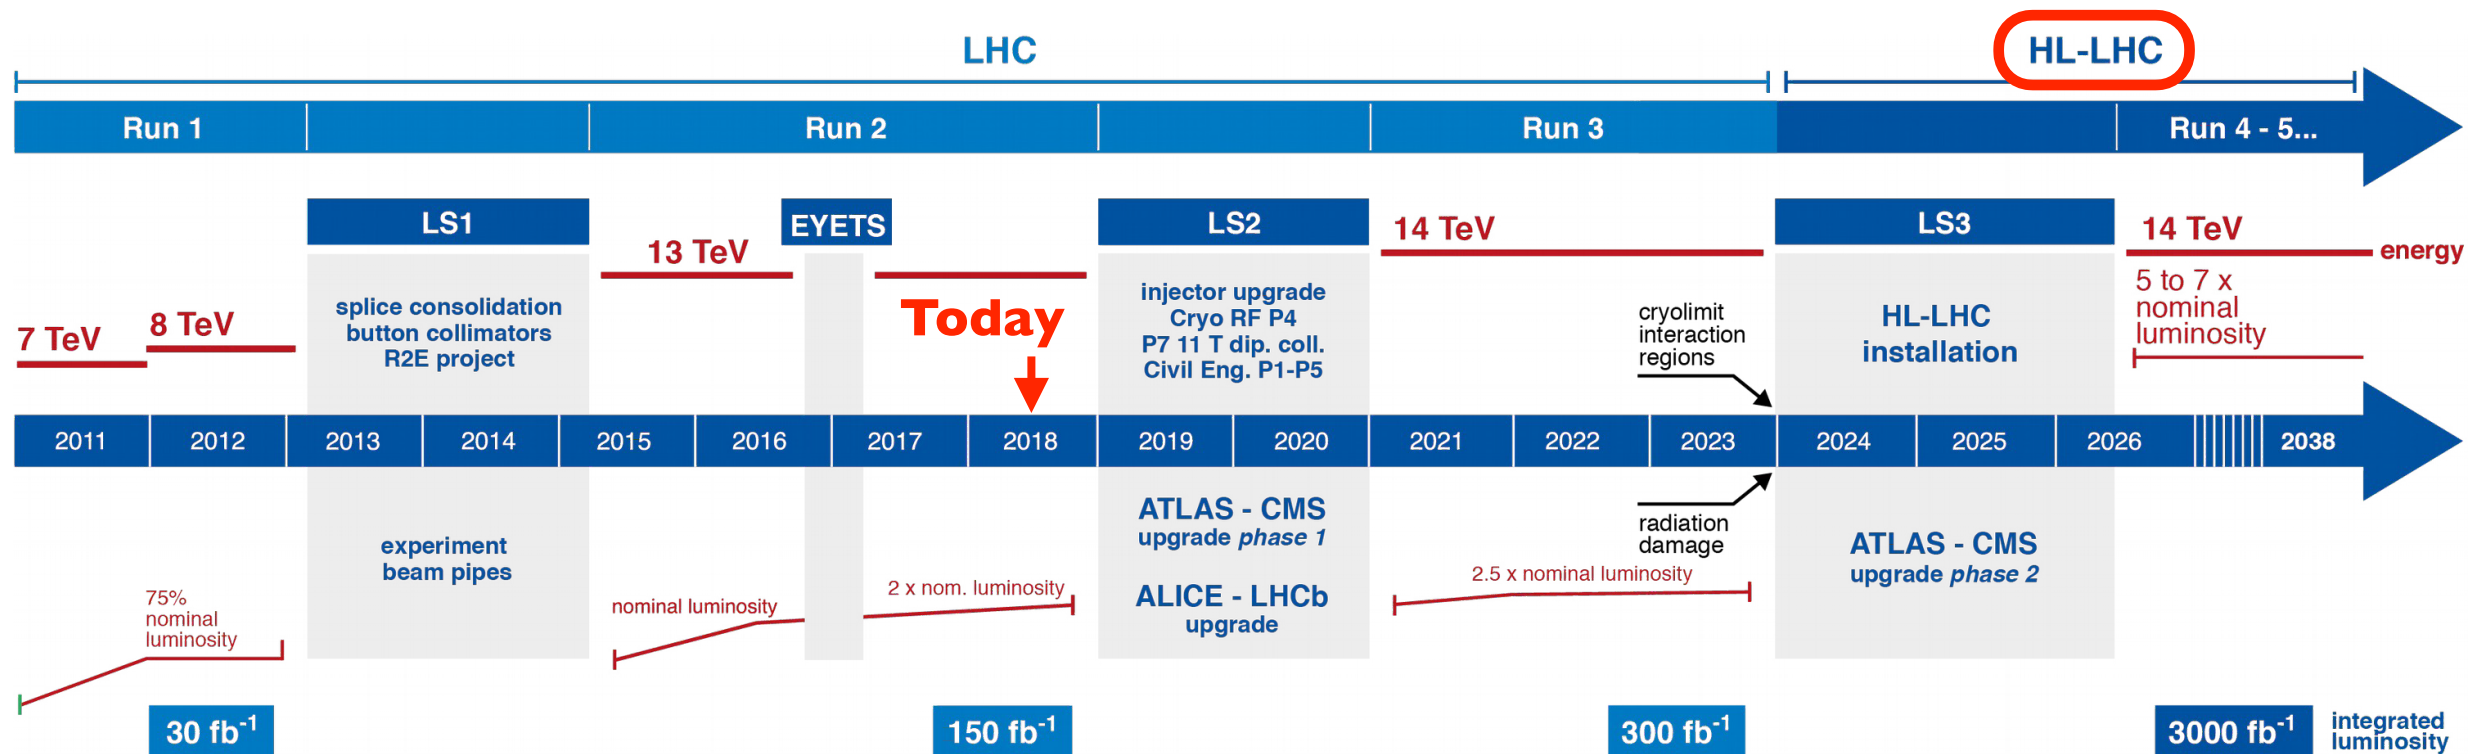 LHC
HL-LHC
Run 1
Run 2
Run 3
Run 4 - 5...
LS1
EYETS
LS2
LS3
13 TeV
14 TeV
14 TeV
energy
7 TeV
8 TeV
splice consolidation
button collimators
R2E project
Today
injector upgrade
Cryo RF P4
P7 11 T dip. coll.
Civil Eng. P1-P5
cryolimit
interaction
regions
HL-LHC
installation
5 to 7 x
nominal
luminosity
2011
2012
2013
2014
2015
2016
2017
2018
2019
2020
2021
2022
2023
2024
2025
2026
2038
experiment
beam pipes
ATLAS - CMS
upgrade phase 1
ALICE - LHCb
upgrade
radiation
damage
ATLAS - CMS
upgrade phase 2
75%
nominal
luminosity
nominal luminosity
2 x nom. luminosity
2.5 x nominal luminosity
30 fb⁻¹
150 fb⁻¹
300 fb⁻¹
3000 fb⁻¹
integrated
luminosity